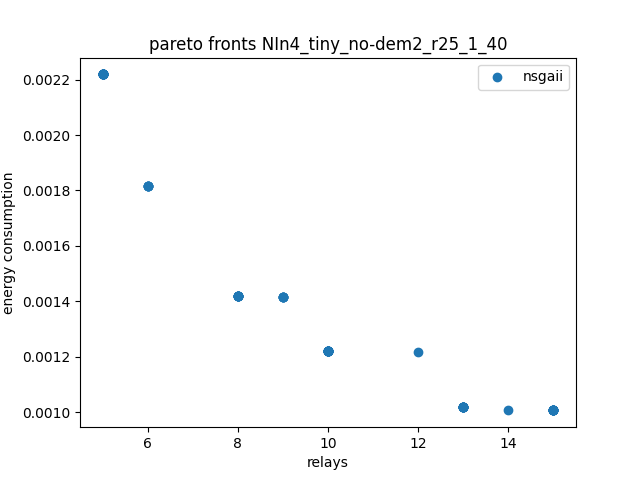 pareto fronts NIn4_tiny_no-dem2_r25_1_40
nsgaii
energy consumption
0.0022
0.0020
0.0018
0.0016
0.0014
0.0012
0.0010
6 8 10 12 14
relays